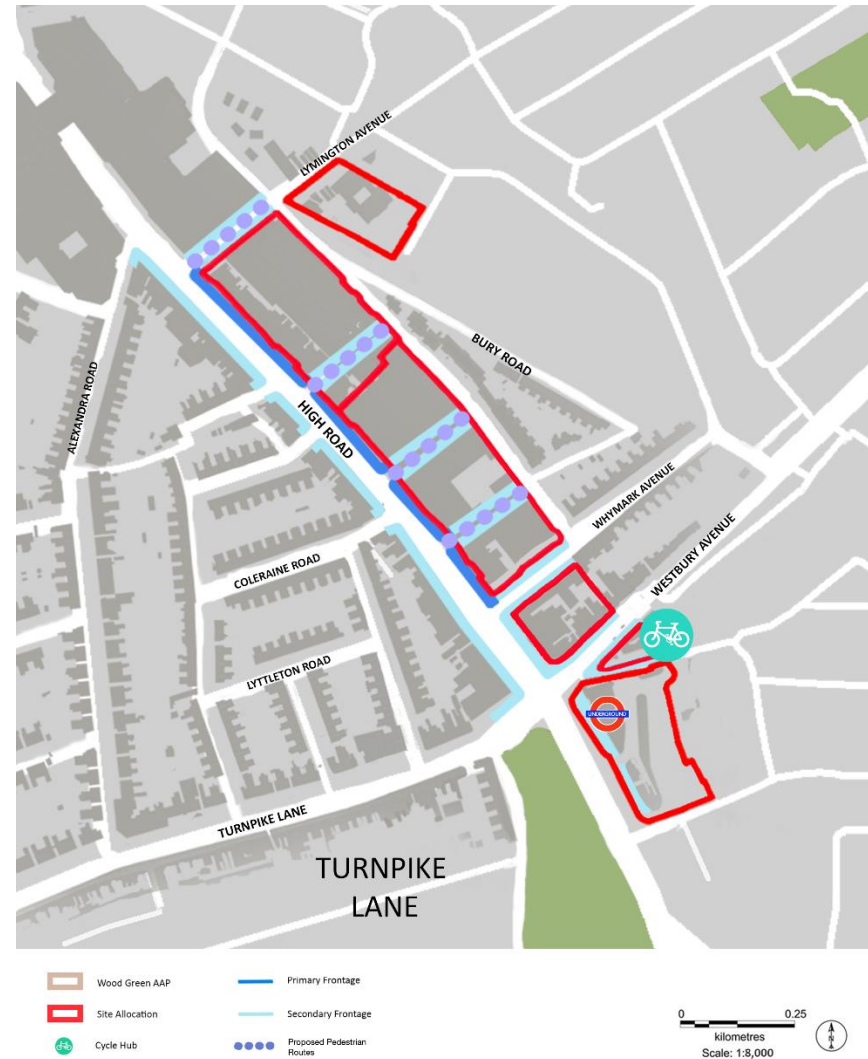 LYMINGTON AVENUE
BURY ROAD
ALEXANDRA ROAD
HIGH ROAD
WHYMARK AVENUE
COLERAINE ROAD
WESTBURY AVENUE
LYTTLETON ROAD
UNDERGROUND
TURNPIKE LANE
TURNPIKE
LANE
Wood Green AAP
Primary Frontage
Site Allocation
Secondary Frontage
Cycle Hub
Proposed Pedestrian
Routes
0 0.25
kilometres
Scale: 1:8,000
N